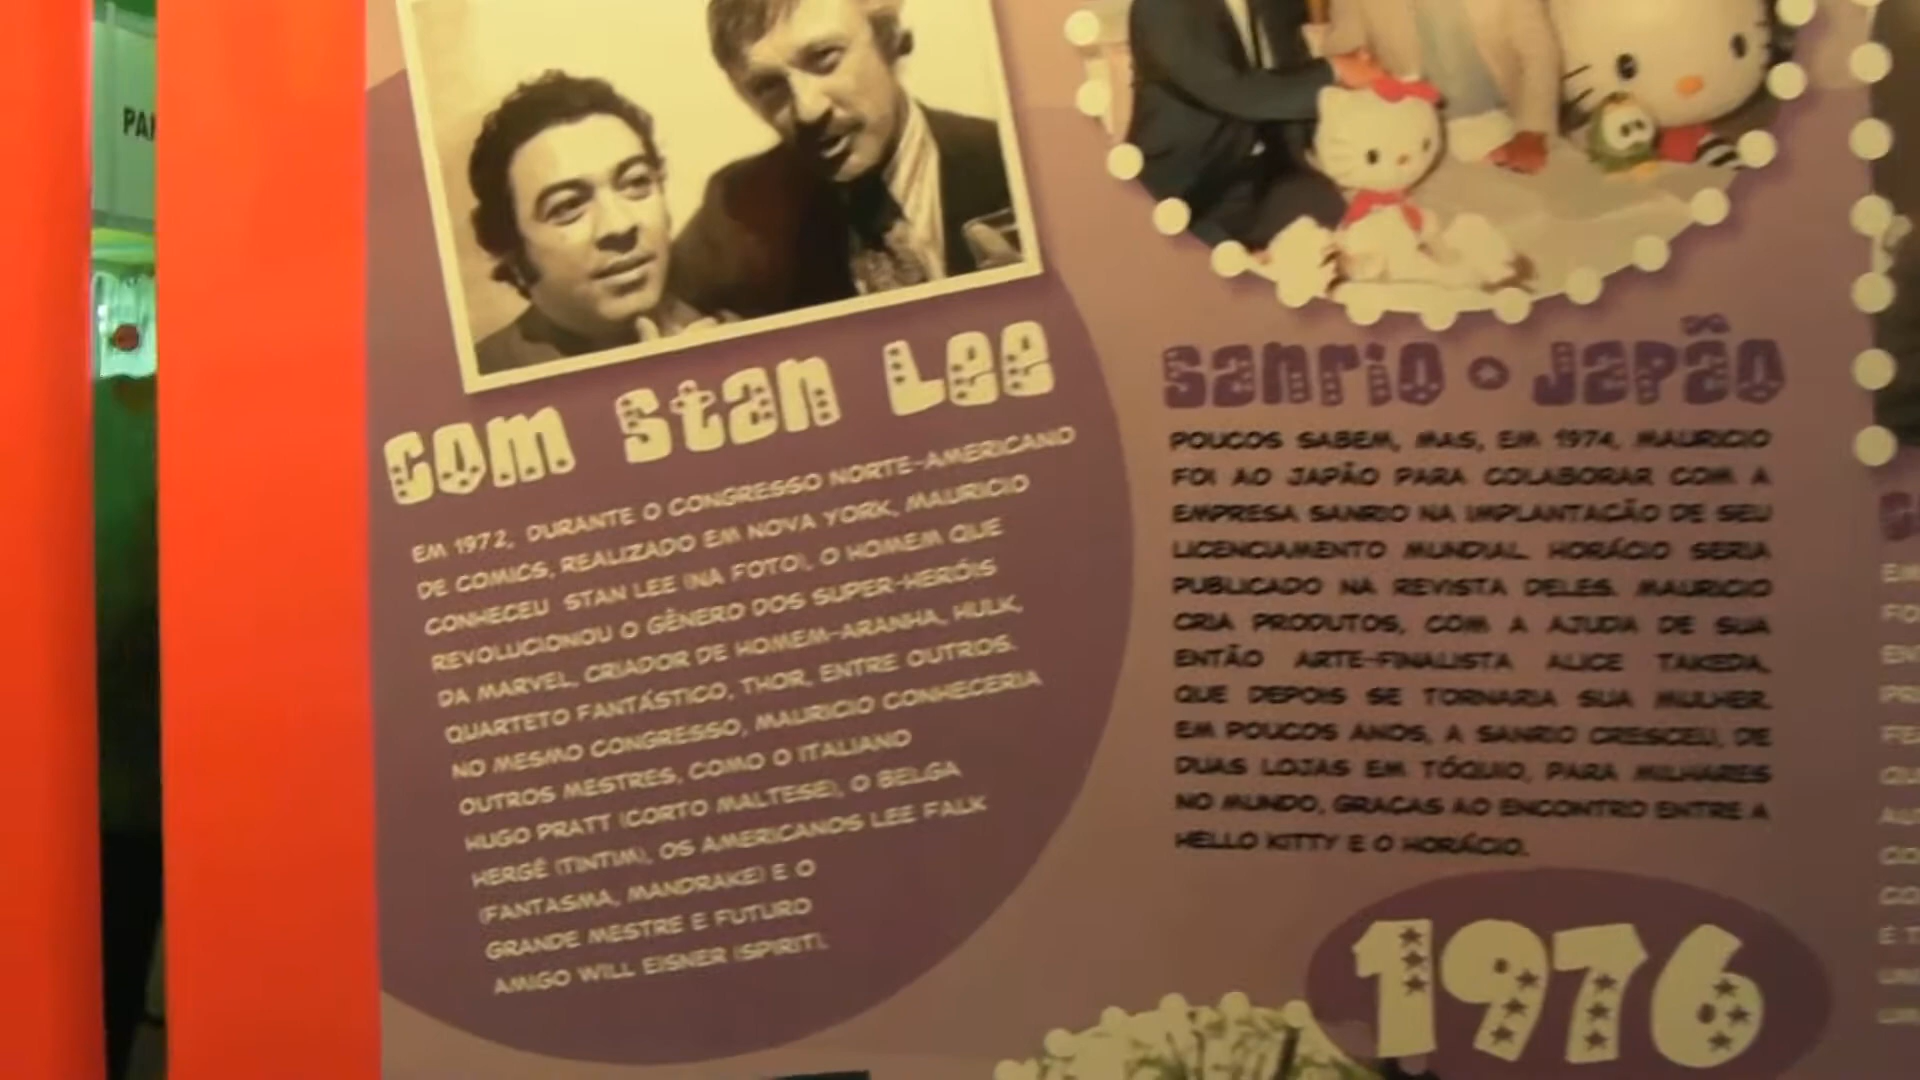 PAN
COM STAN LEE
EM 1972, DURANTE O CONGRESSO NORTE-AMERICANO
DE COMICS, REALIZADO EM NOVA YORK, MAURICIO
CONHECEU STAN LEE (NA FOTO), O HOMEM QUE
REVOLUCIONOU O GÊNERO DOS SUPER-HERÓIS
DA MARVEL, CRIADOR DE HOMEM-ARANHA, HULK,
QUARTETO FANTÁSTICO, THOR, ENTRE OUTROS.
NO MESMO CONGRESSO, MAURICIO CONHECERIA
OUTROS MESTRES, COMO O ITALIANO
HUGO PRATT (CORTO MALTESE), O BELGA
HERGÉ (TINTIM), OS AMERICANOS LEE FALK
(FANTASMA, MANDRAKE) E O
GRANDE MESTRE E FUTURO
AMIGO WILL EISNER (SPIRIT).
SANRIO • JAPÃO
POUCOS SABEM, MAS, EM 1974, MAURICIO
FOI AO JAPÃO PARA COLABORAR COM A
EMPRESA SANRIO NA IMPLANTAÇÃO DE SEU
LICENCIAMENTO MUNDIAL. HORÁCIO SERIA
PUBLICADO NA REVISTA DELES. MAURICIO
CRIA PRODUTOS, COM A AJUDA DE SUA
ENTÃO ARTE-FINALISTA ALICE TAKEDA,
QUE DEPOIS SE TORNARIA SUA MULHER.
EM POUCOS ANOS, A SANRIO CRESCEU, DE
DUAS LOJAS EM TÓQUIO, PARA MILHARES
NO MUNDO, GRAÇAS AO ENCONTRO ENTRE A
HELLO KITTY E O HORÁCIO.
1976